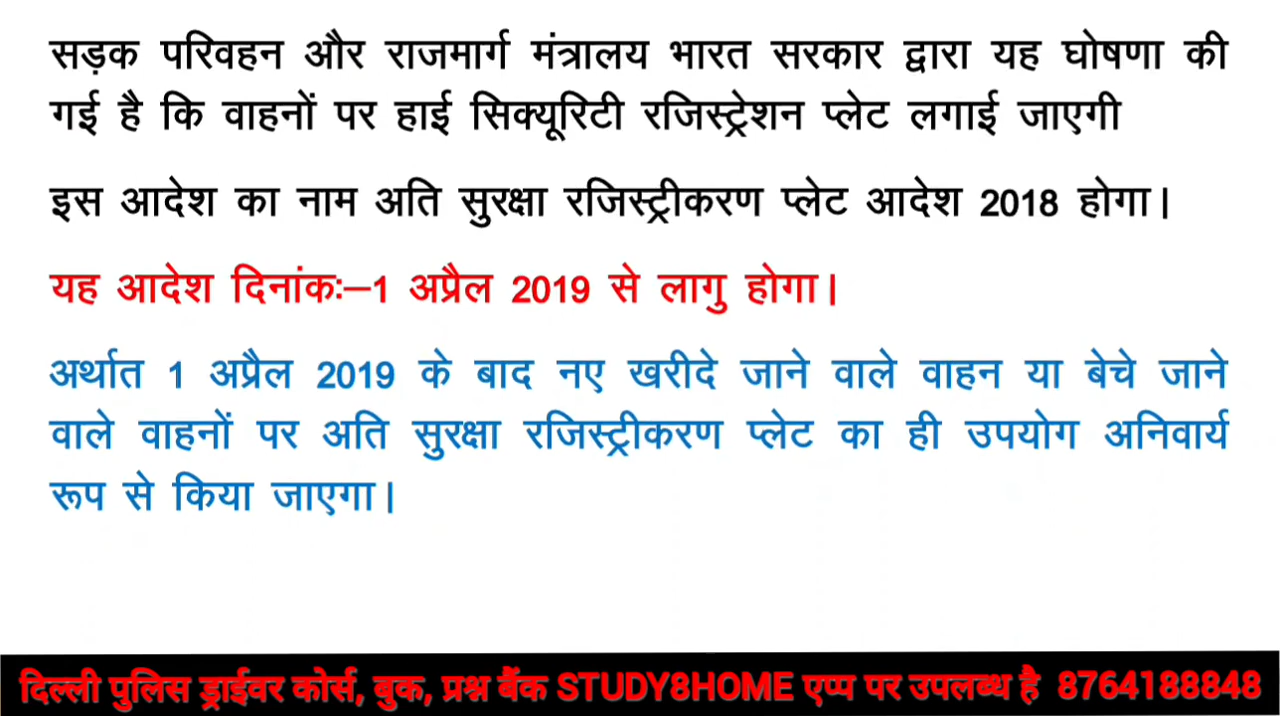 सड़क परिवहन और राजमार्ग मंत्रालय भारत सरकार द्वारा यह घोषणा की
गई है कि वाहनों पर हाई सिक्यूरिटी रजिस्ट्रेशन प्लेट लगाई जाएगी
इस आदेश का नाम अति सुरक्षा रजिस्ट्रीकरण प्लेट आदेश 2018 होगा।
यह आदेश दिनांकः–1 अप्रैल 2019 से लागु होगा।
अर्थात 1 अप्रैल 2019 के बाद नए खरीदे जाने वाले वाहन या बेचे जाने
वाले वाहनों पर अति सुरक्षा रजिस्ट्रीकरण प्लेट का ही उपयोग अनिवार्य
रूप से किया जाएगा।
दिल्ली पुलिस ड्राईवर कोर्स, बुक, प्रश्न बैंक STUDY8HOME एप्प पर उपलब्ध है 8764188848